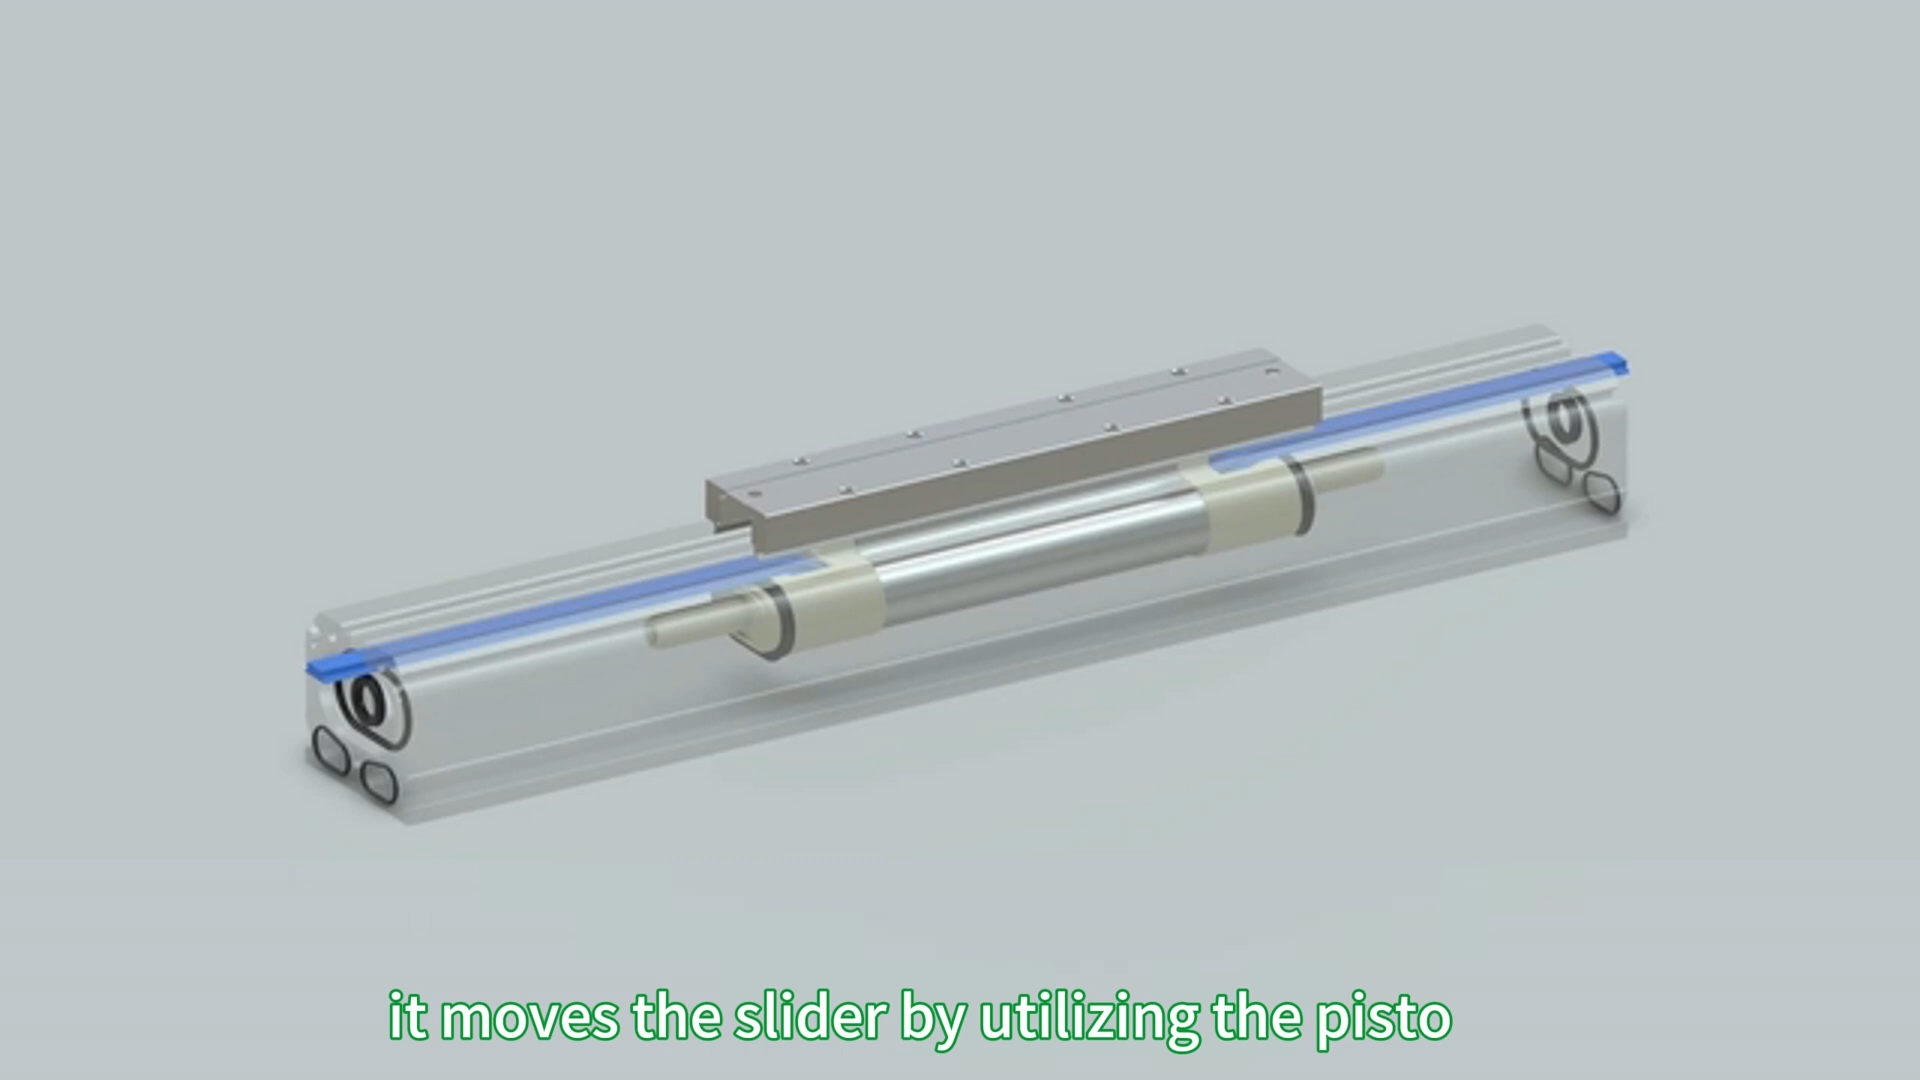 it moves the slider by utilizing the pisto